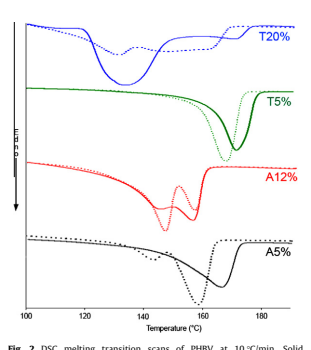 T20%
T5%
A12%
A5%
100 120 140 160 180
Temperature (°C)
Fig. 2 DSC melting transition scans of PHBV at 10 °C/min. Solid